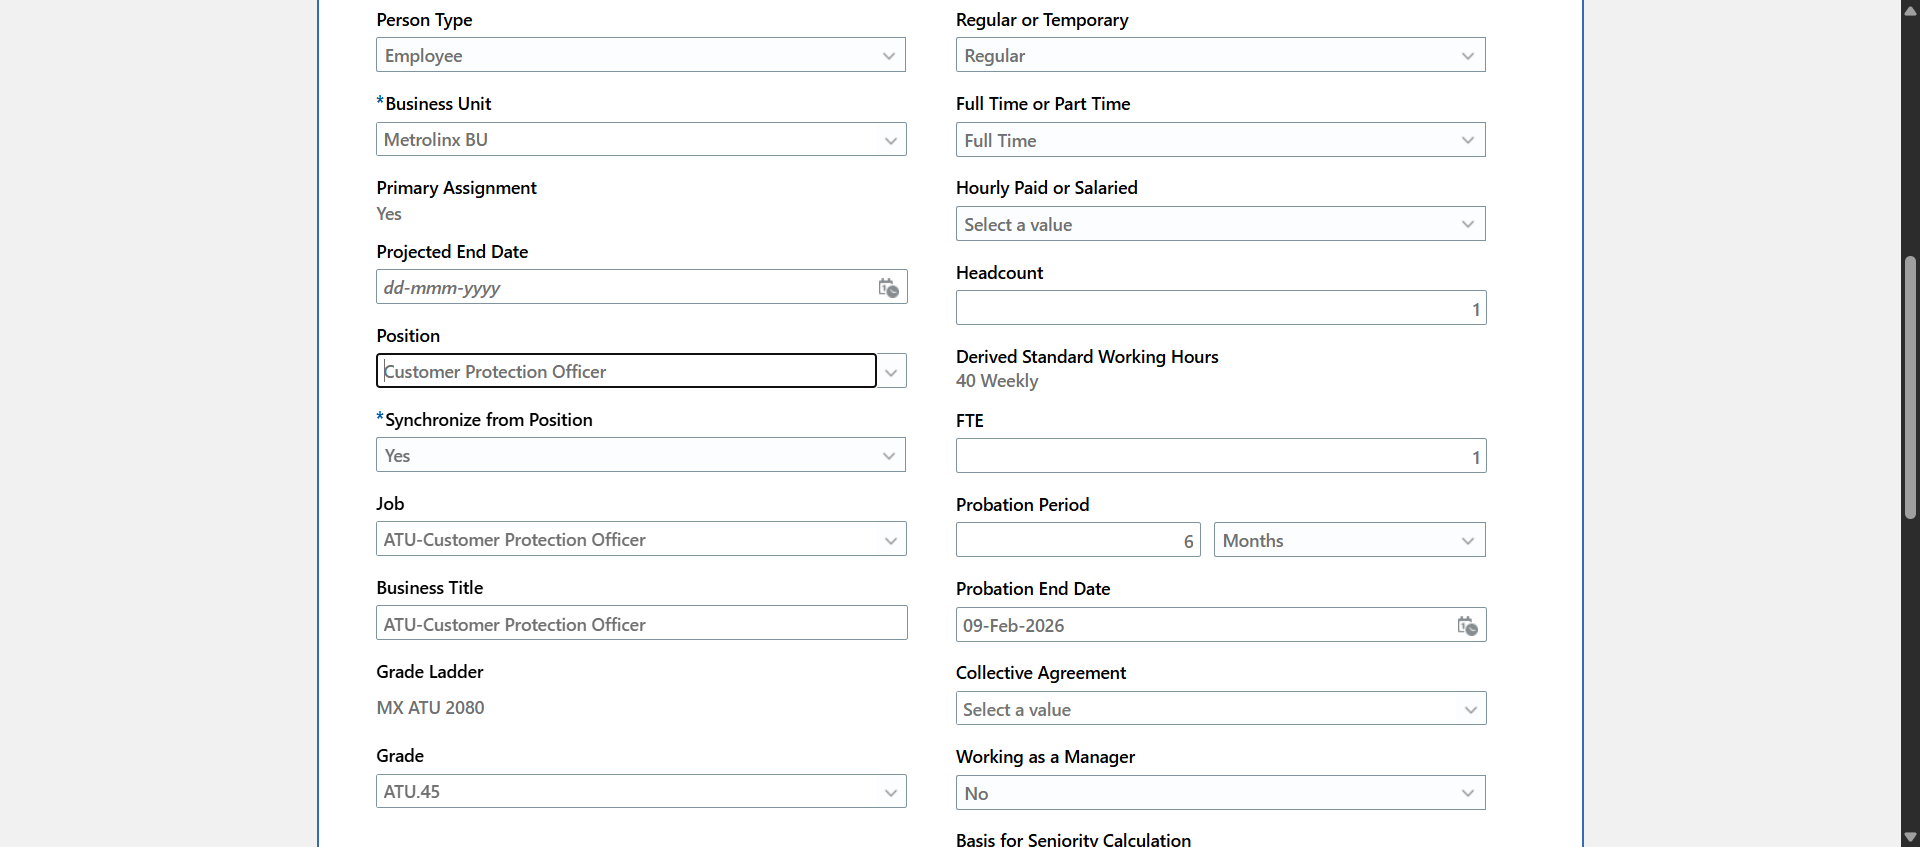 Person Type
Employee
*Business Unit
Metrolinx BU
Primary Assignment
Yes
Projected End Date
dd-mmm-yyyy
Position
Customer Protection Officer
*Synchronize from Position
Yes
Job
ATU-Customer Protection Officer
Business Title
ATU-Customer Protection Officer
Grade Ladder
MX ATU 2080
Grade
ATU.45
Regular or Temporary
Regular
Full Time or Part Time
Full Time
Hourly Paid or Salaried
Select a value
Headcount
1
Derived Standard Working Hours
40 Weekly
FTE
1
Probation Period
6 Months
Probation End Date
09-Feb-2026
Collective Agreement
Select a value
Working as a Manager
No
Basis for Seniority Calculation